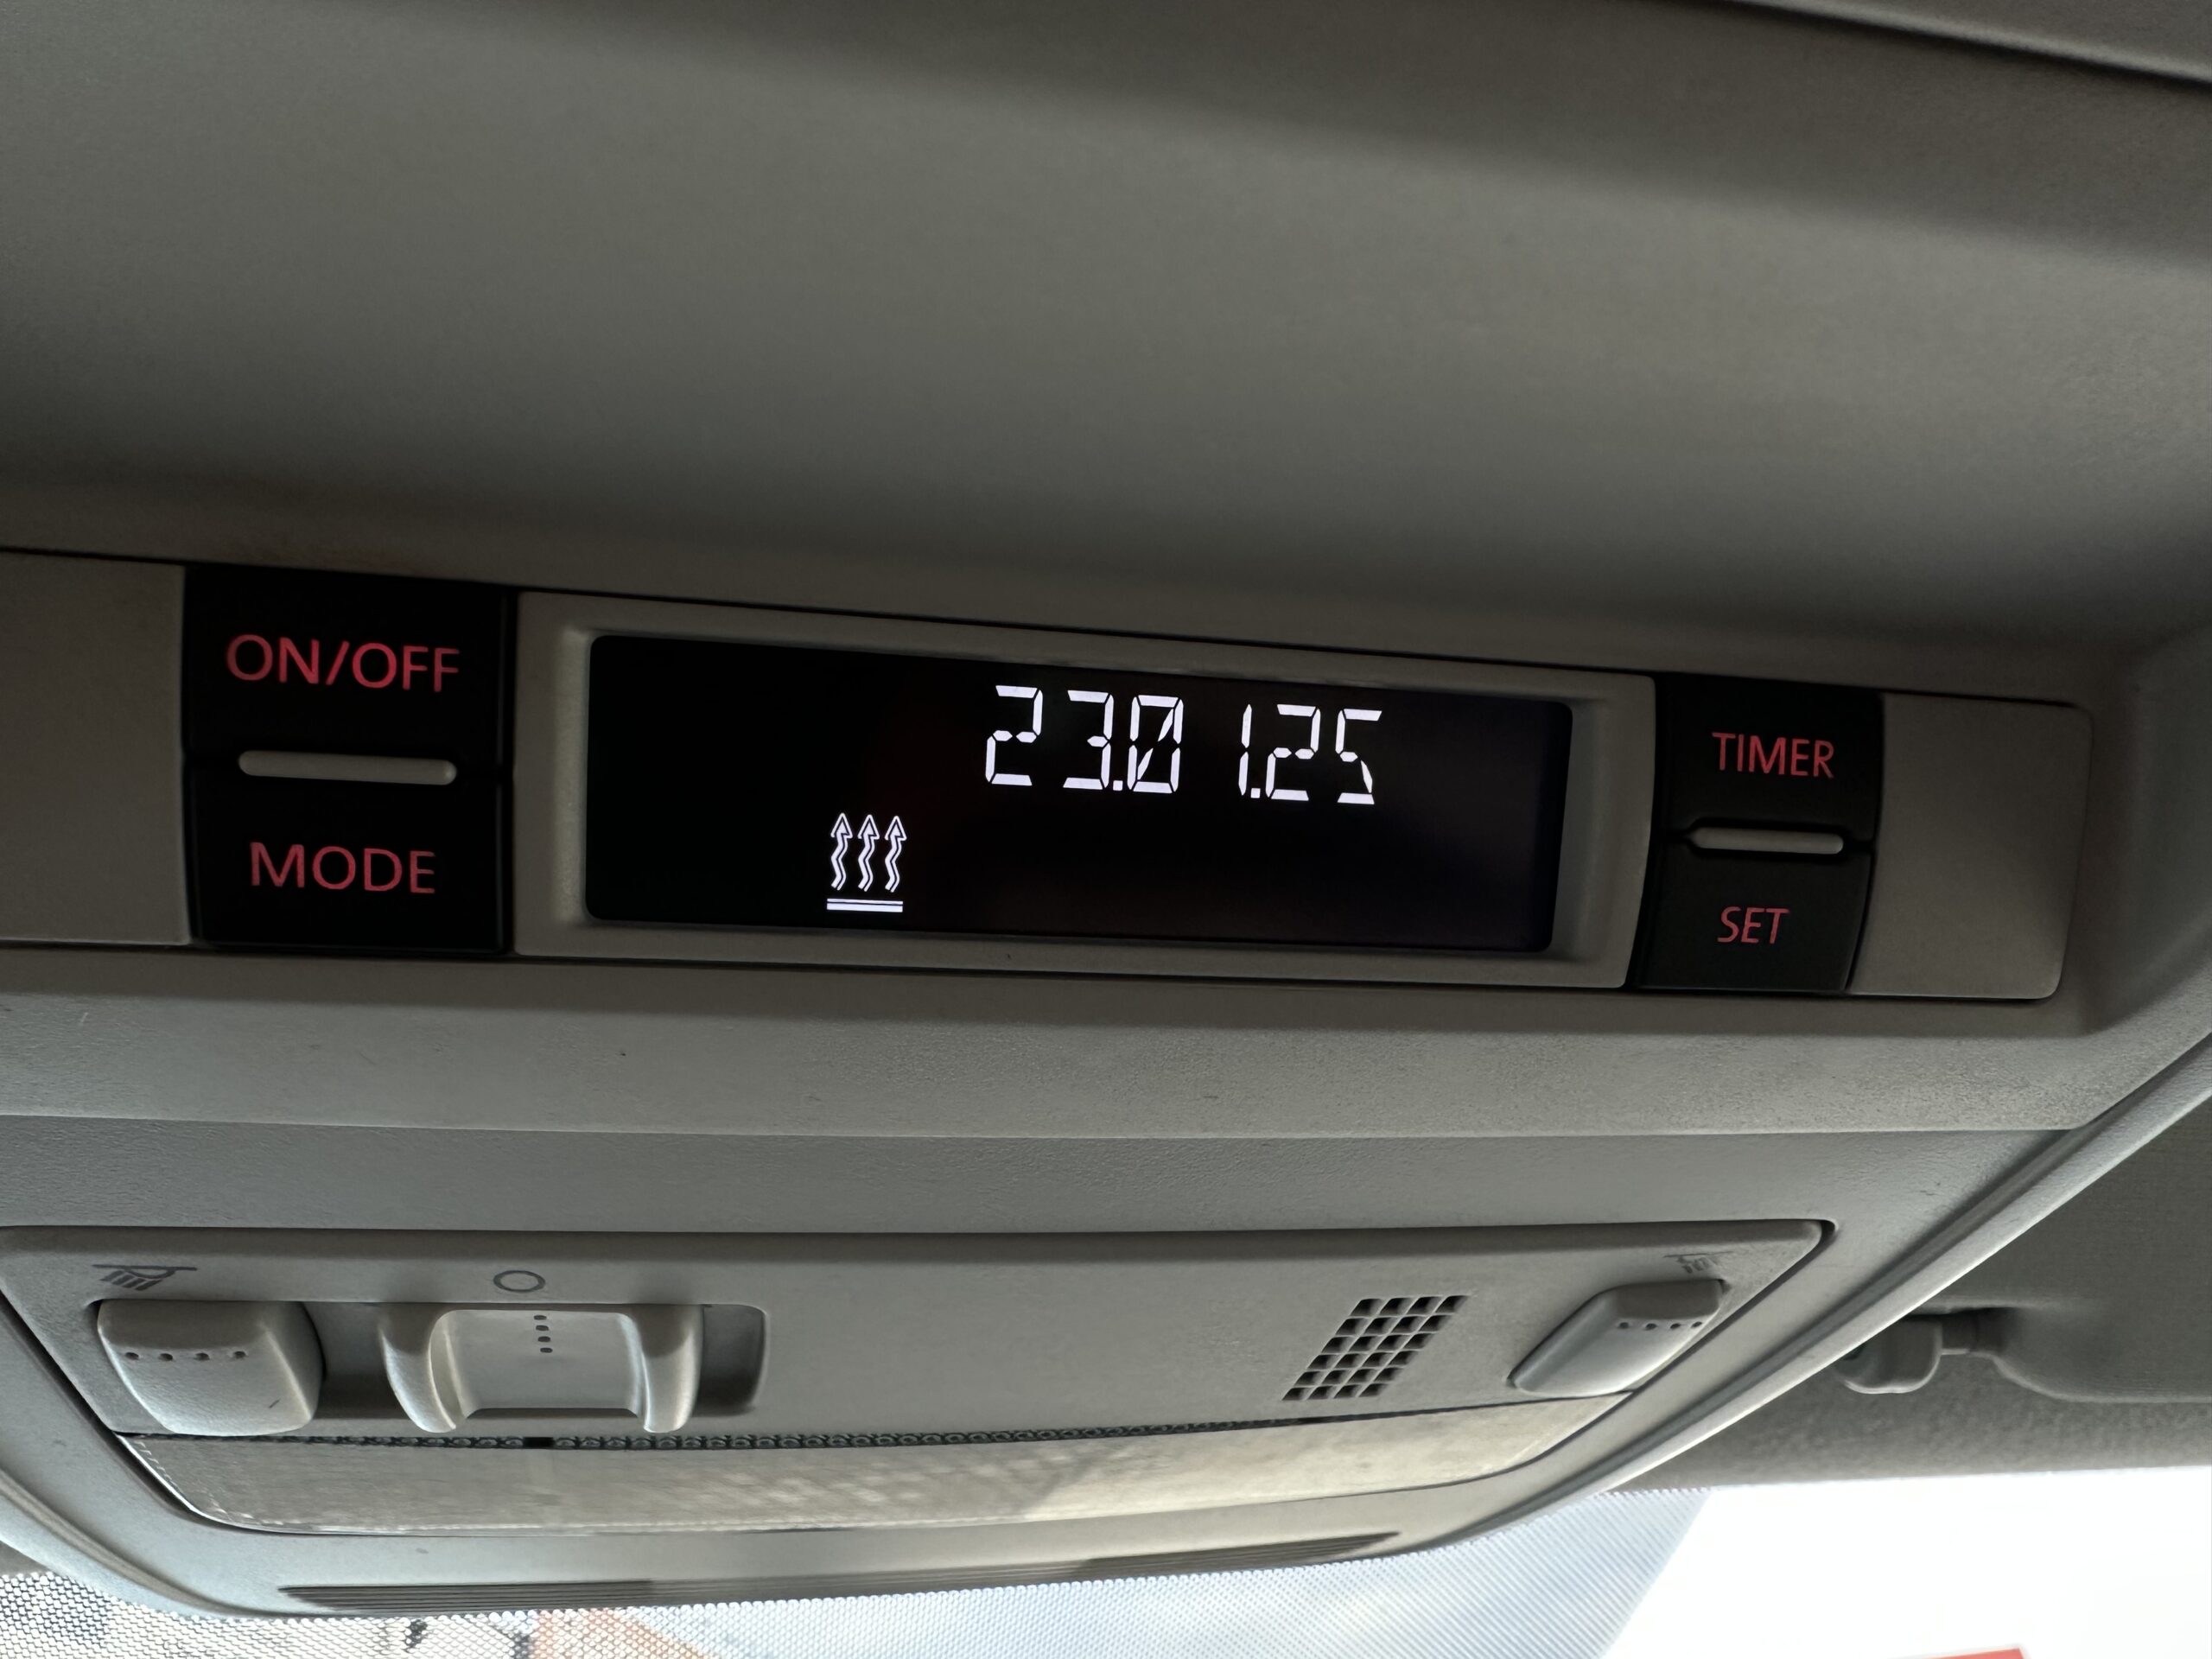 ON/OFF
23.01.25
TIMER
MODE
SET